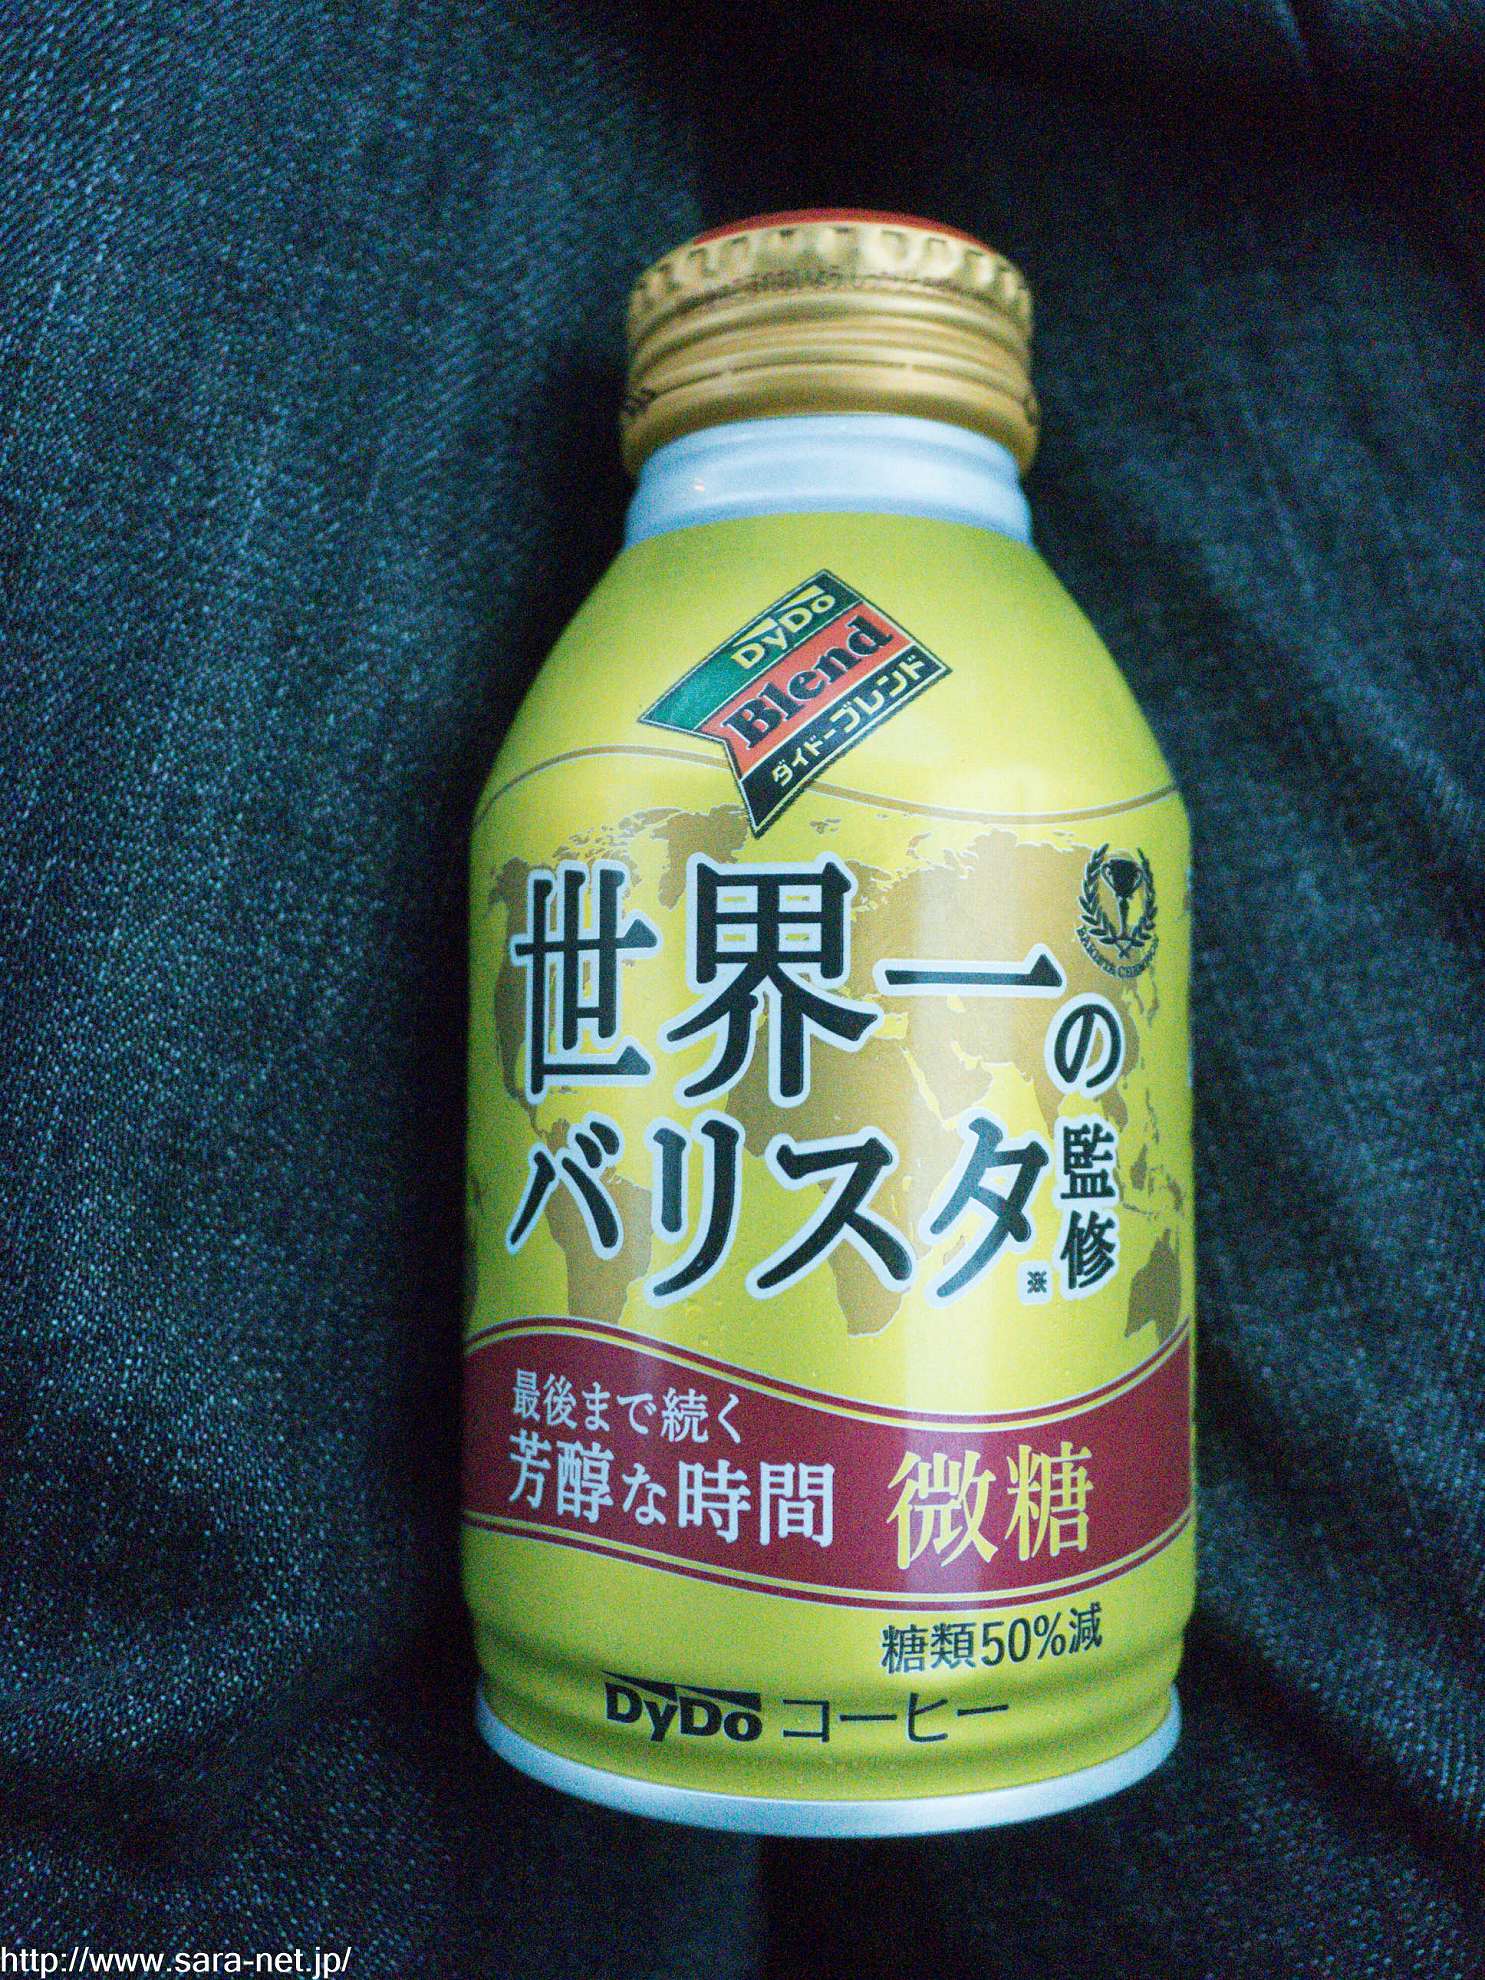 DyDo
Blend
ダイドーブレンド
世界一の
バリスタ※監修
最後まで続く
芳醇な時間 微糖
糖類50%減
DyDo コーヒー
http://www.sara-net.jp/